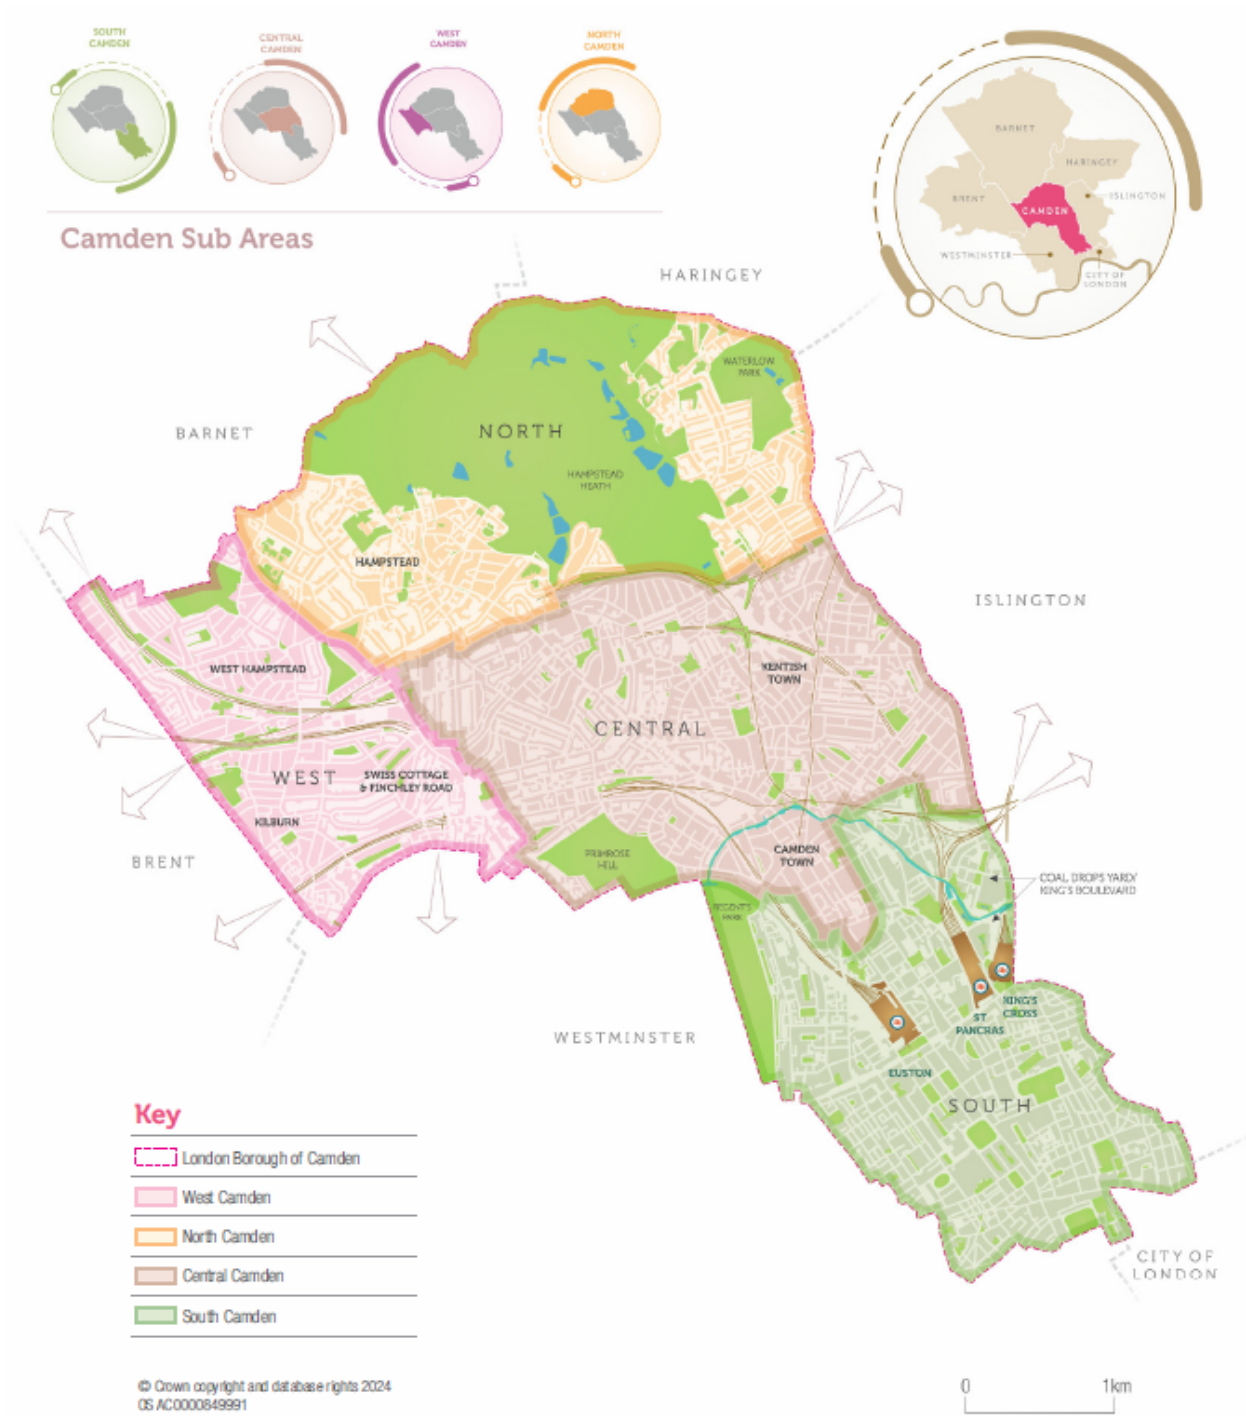 SOUTH
CAMDEN
CENTRAL
CAMDEN
WEST
CAMDEN
NORTH
CAMDEN
BARNET
HARINGEY
BRENT
CAMDEN
ISLINGTON
WESTMINSTER
CITY OF
LONDON
Camden Sub Areas
HARINGEY
WATERLOW
PARK
BARNET
NORTH
HAMPSTEAD
HEATH
HAMPSTEAD
ISLINGTON
WEST HAMPSTEAD
KENTISH
TOWN
CENTRAL
WEST
SWISS COTTAGE
& FINCHLEY ROAD
KILBURN
BRENT
PRIMROSE
HILL
CAMDEN
TOWN
COAL DROPS YARD/
KING'S BOULEVARD
REGENT'S
PARK
KING'S
CROSS
ST
PANCRAS
WESTMINSTER
EUSTON
SOUTH
Key
London Borough of Camden
West Camden
North Camden
Central Camden
South Camden
CITY OF
LONDON
© Crown copyright and database rights 2024
OS AC0000849991
0 1km